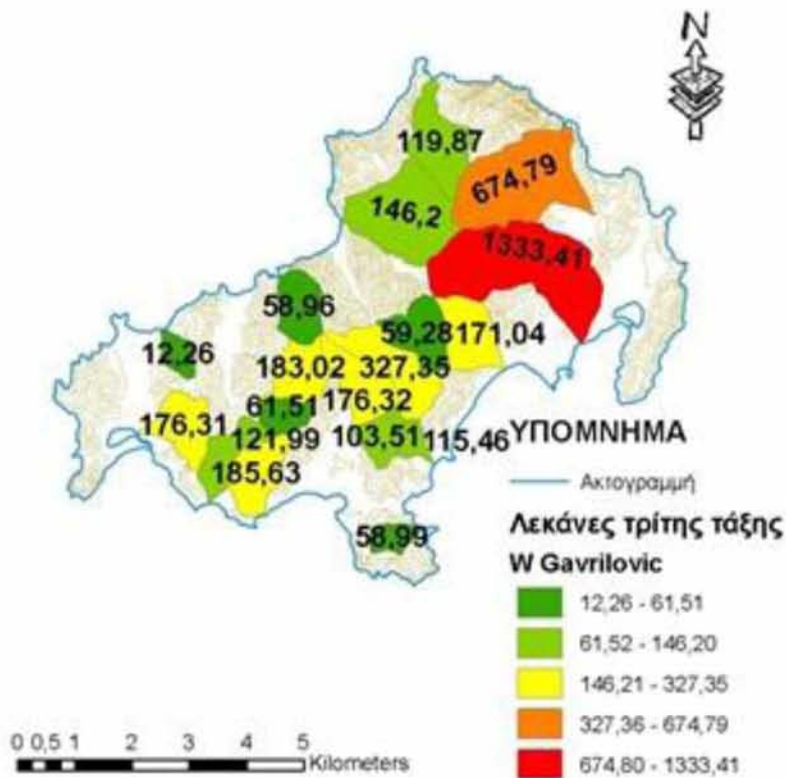 N
119,87
674,79
146,2
1333,41
58,96
59,28
171,04
12,26
183,02
327,35
61,51
176,32
176,31
121,99
103,51
115,46
185,63
58,99
ΥΠΟΜΝΗΜΑ
Ακτογραμμή
Λεκάνες τρίτης τάξης
W Gavrilovic
12,26 - 61,51
61,52 - 146,20
146,21 - 327,35
327,36 - 674,79
674,80 - 1333,41
0 0,5 1 2 3 4 5
Kilometers